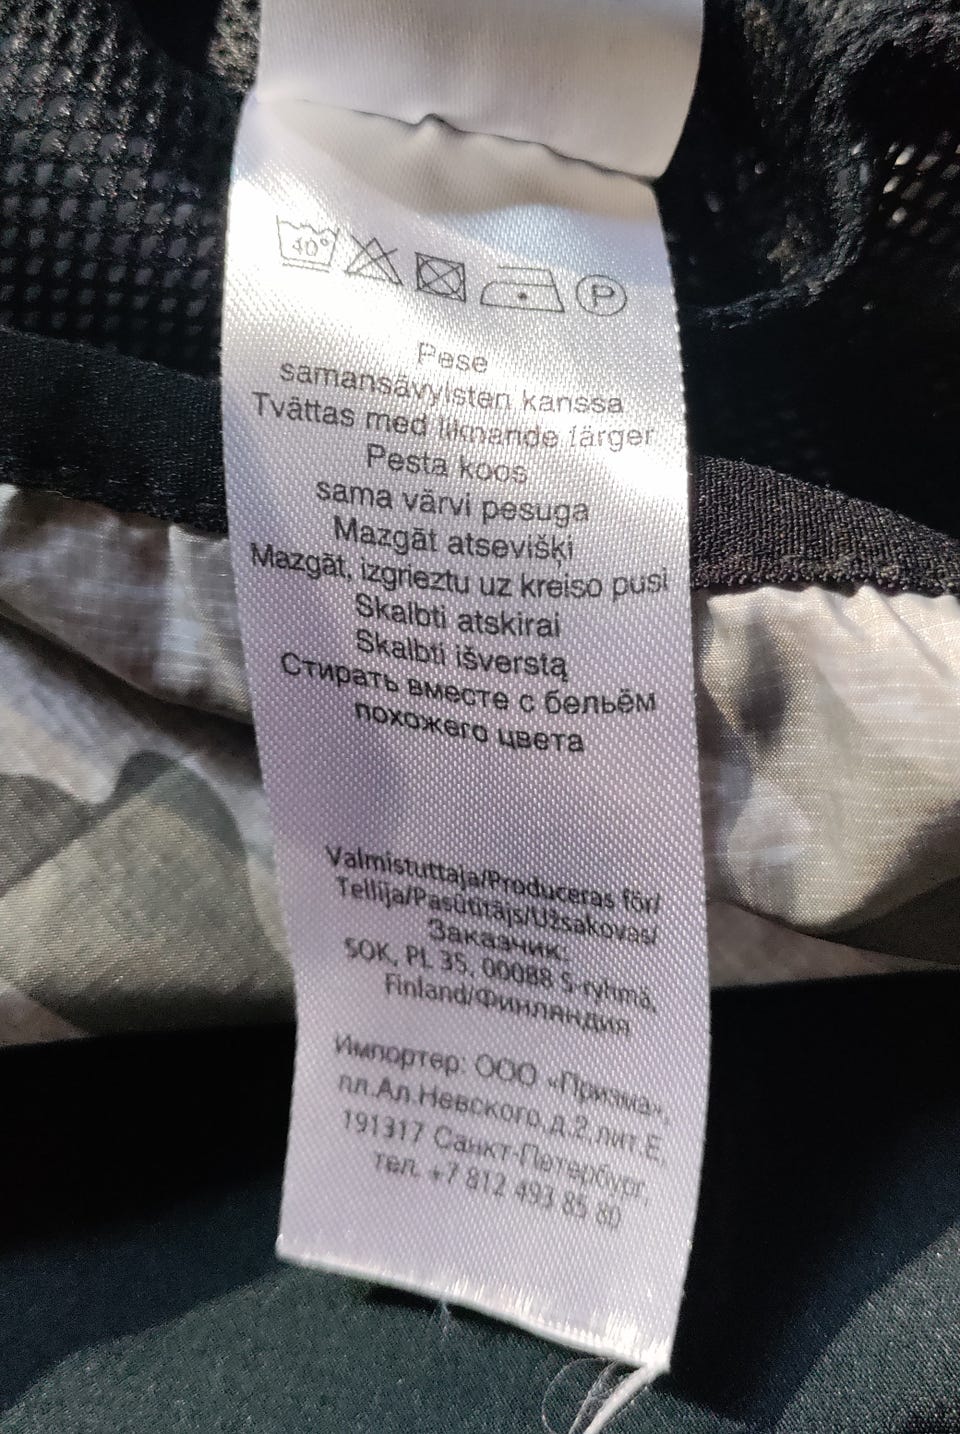 40°
P
Pese
samansävyisten kanssa
Tvättas med liknande färger
Pesta koos
sama värvi pesuga
Mazgāt atsevišķi
Mazgāt, izgrieztu uz kreiso pusi
Skalbti atskirai
Skalbti išverstą
Стирать вместе с бельём
похожего цвета
Valmistuttaja/Produceras för/
Tellija/Pasūtītājs/Užsakovas/
Заказчик:
SOK, PL 35, 00088 S-ryhmä,
Finland/Финляндия
Импортер: ООО «Призма»,
пл.Ал.Невского,д.2,лит.Е,
191317 Санкт-Петербург,
тел. +7 812 493 85 80